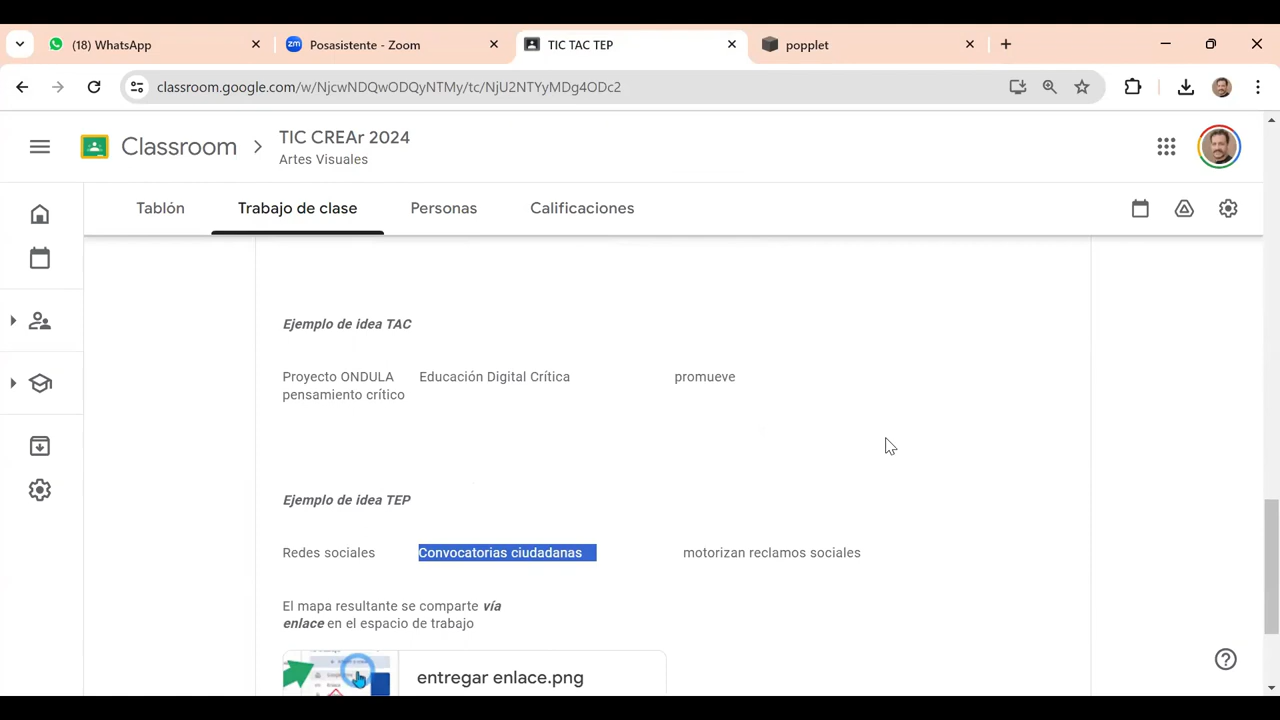 (18) WhatsApp
zm Posasistente - Zoom
TIC TAC TEP
popplet
classroom.google.com/w/NjcwNDQwODQyNTMy/tc/NjU2NTYyMDg4ODc2
Classroom
TIC CREAr 2024
Artes Visuales
Tablón Trabajo de clase Personas Calificaciones
Ejemplo de idea TAC
Proyecto ONDULA Educación Digital Crítica promueve
pensamiento crítico
Ejemplo de idea TEP
Redes sociales Convocatorias ciudadanas motorizan reclamos sociales
El mapa resultante se comparte vía
enlace en el espacio de trabajo
entregar enlace.png